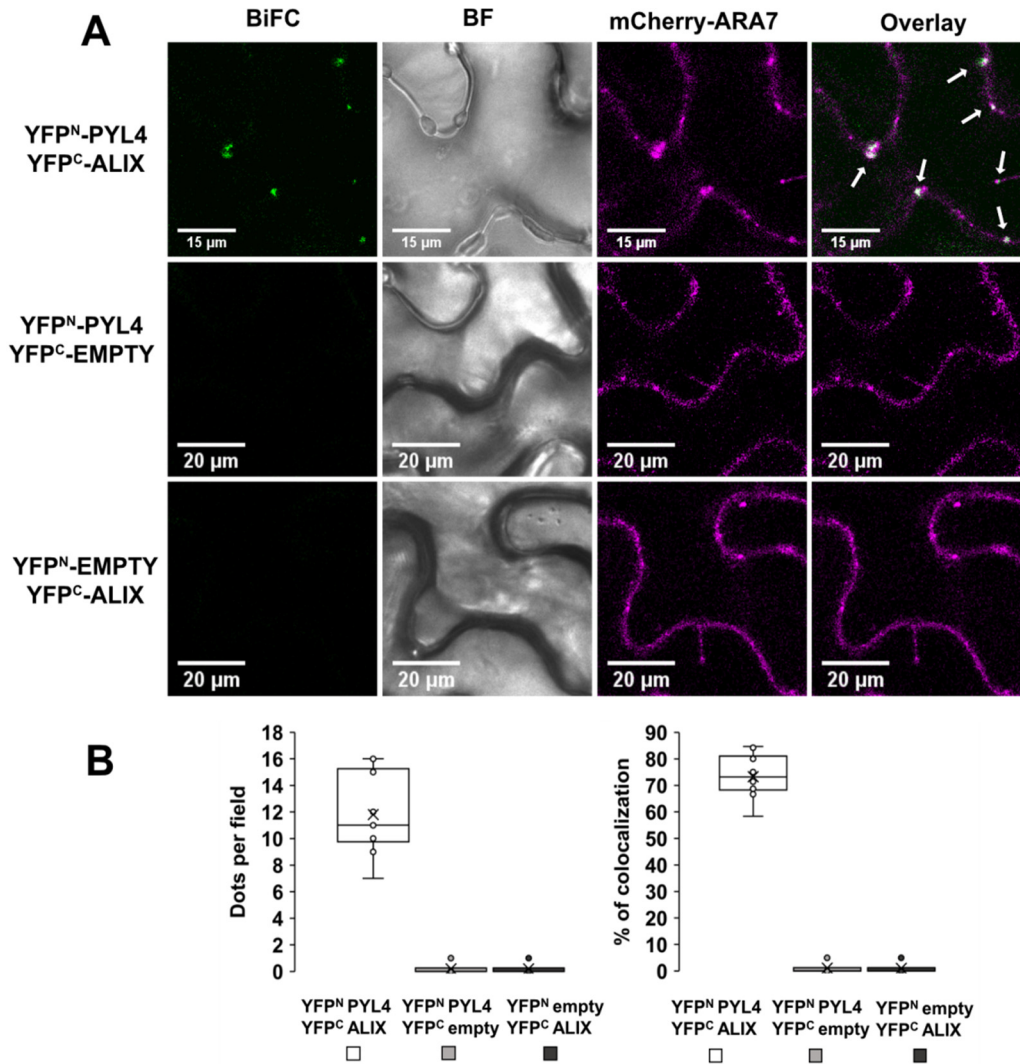 A
BiFC BF mCherry-ARA7 Overlay
YFPᴺ-PYL4
YFPᶜ-ALIX
15 µm 15 µm 15 µm 15 µm
YFPᴺ-PYL4
YFPᶜ-EMPTY
20 µm 20 µm 20 µm 20 µm
YFPᴺ-EMPTY
YFPᶜ-ALIX
20 µm 20 µm 20 µm 20 µm
B
Dots per field
18
16
14
12
10
8
6
4
2
0
YFPᴺ PYL4 YFPᴺ PYL4 YFPᴺ empty
YFPᶜ ALIX YFPᶜ empty YFPᶜ ALIX
% of colocalization
90
80
70
60
50
40
30
20
10
0
YFPᴺ PYL4 YFPᴺ PYL4 YFPᴺ empty
YFPᶜ ALIX YFPᶜ empty YFPᶜ ALIX